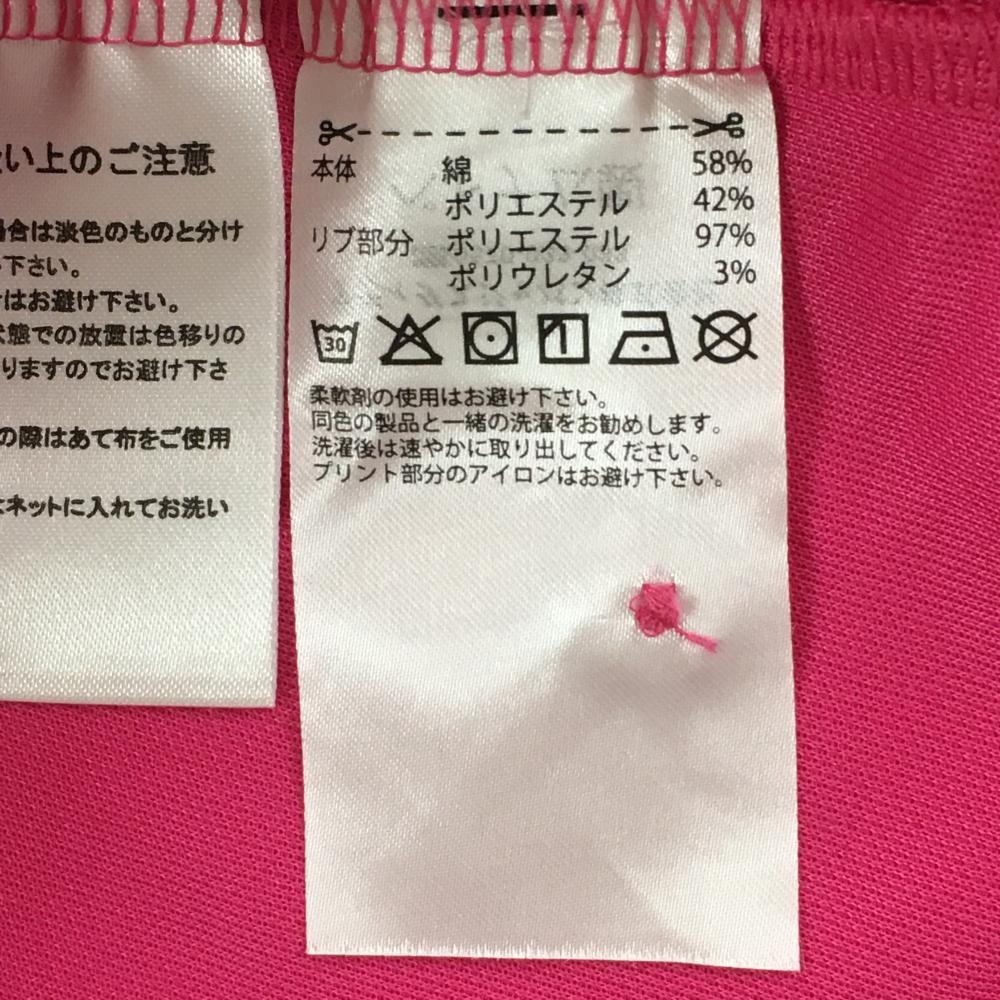 い上のご注意
場合は淡色のものと分け
下さい。
はお避け下さい。
状態での放置は色移りの
りますのでお避け下さ
の際はあて布をご使用
ネットに入れてお洗い
本体 綿 58%
ポリエステル 42%
リブ部分 ポリエステル 97%
ポリウレタン 3%
30
柔軟剤の使用はお避け下さい。
同色の製品と一緒の洗濯をお勧めします。
洗濯後は速やかに取り出してください。
プリント部分のアイロンはお避け下さい。